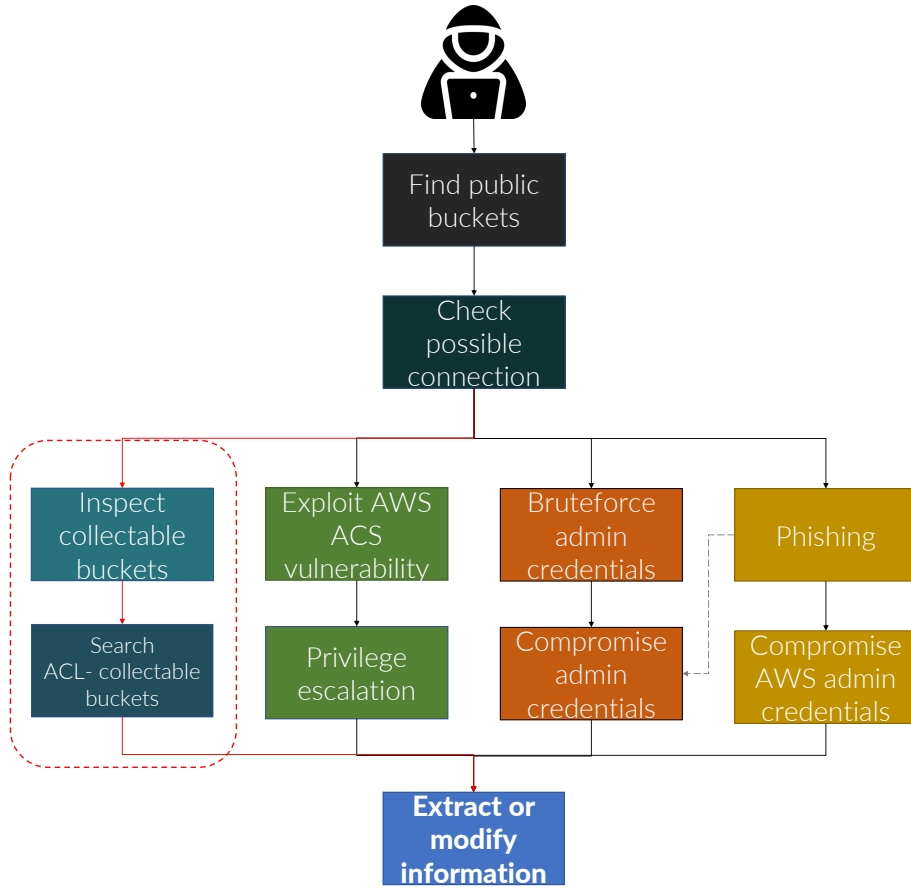 Find public
buckets
Check
possible
connection
Inspect
collectable
buckets
Exploit AWS
ACS
vulnerability
Bruteforce
admin
credentials
Phishing
Search
ACL- collectable
buckets
Privilege
escalation
Compromise
admin
credentials
Compromise
AWS admin
credentials
Extract or
modify
information